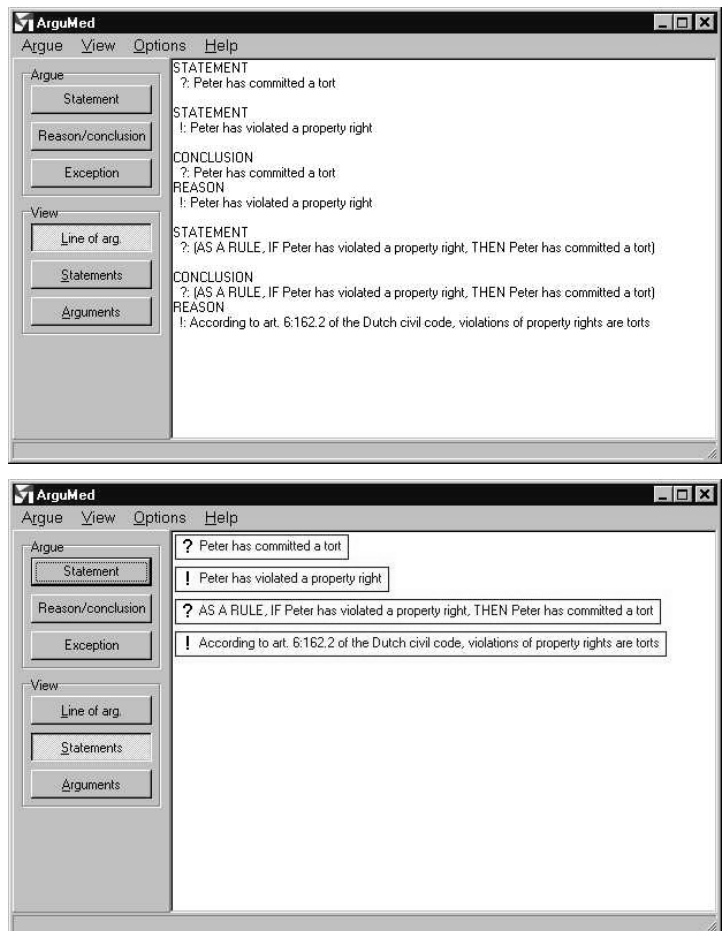 ArguMed
Argue View Options Help
Argue
Statement
Reason/conclusion
Exception
View
Line of arg.
Statements
Arguments
STATEMENT
?: Peter has committed a tort
STATEMENT
!: Peter has violated a property right
CONCLUSION
?: Peter has committed a tort
REASON
!: Peter has violated a property right
STATEMENT
?: (AS A RULE, IF Peter has violated a property right, THEN Peter has committed a tort)
CONCLUSION
?: (AS A RULE, IF Peter has violated a property right, THEN Peter has committed a tort)
REASON
!: According to art. 6:162.2 of the Dutch civil code, violations of property rights are torts
ArguMed
Argue View Options Help
Argue
Statement
Reason/conclusion
Exception
View
Line of arg.
Statements
Arguments
? Peter has committed a tort
! Peter has violated a property right
? AS A RULE, IF Peter has violated a property right, THEN Peter has committed a tort
! According to art. 6:162.2 of the Dutch civil code, violations of property rights are torts